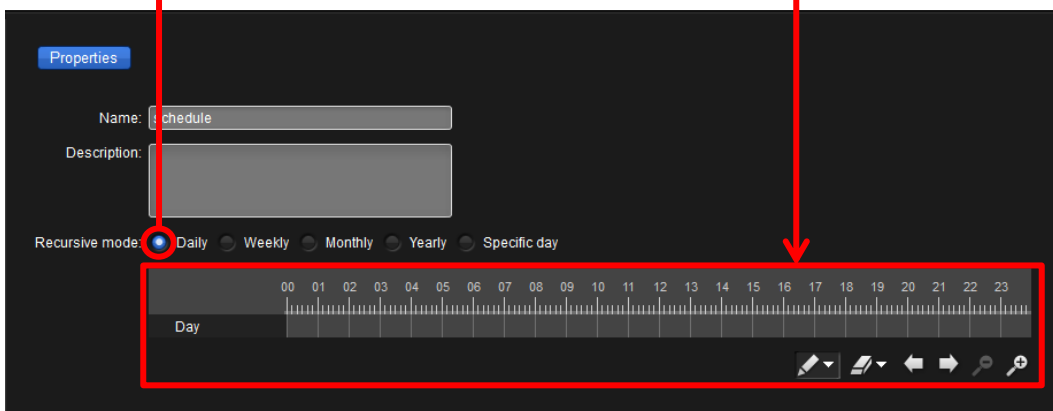 Properties
Name: schedule
Description:
Recursive mode: Daily Weekly Monthly Yearly Specific day
00 01 02 03 04 05 06 07 08 09 10 11 12 13 14 15 16 17 18 19 20 21 22 23
Day